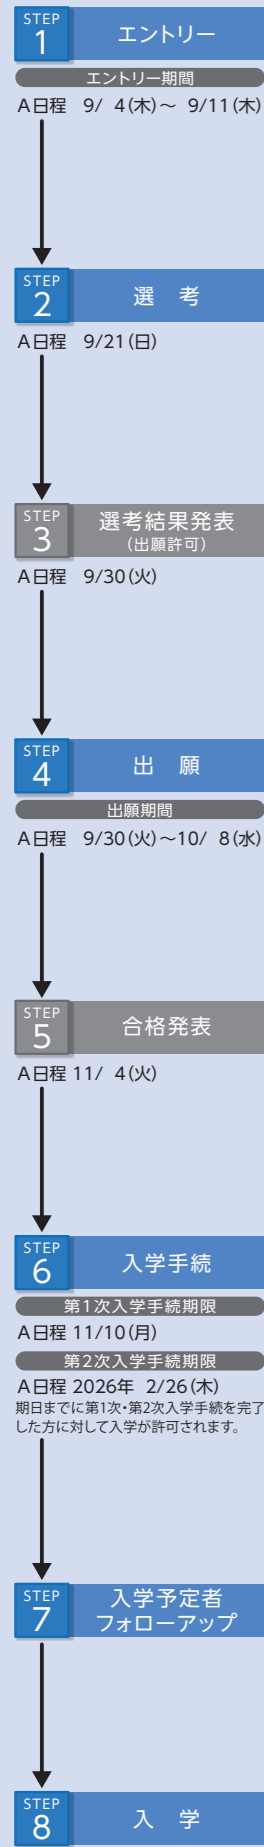 STEP
1
エントリー
エントリー期間
A日程 9/ 4(木)～ 9/11(木)
STEP
2
選 考
A日程 9/21(日)
STEP
3
選考結果発表
(出願許可)
A日程 9/30(火)
STEP
4
出 願
出願期間
A日程 9/30(火)～10/ 8(水)
STEP
5
合格発表
A日程 11/ 4(火)
STEP
6
入学手続
第1次入学手続期限
A日程 11/10(月)
第2次入学手続期限
A日程 2026年 2/26(木)
期日までに第1次・第2次入学手続を完了
した方に対して入学が許可されます。
STEP
7
入学予定者
フォローアップ
STEP
8
入 学